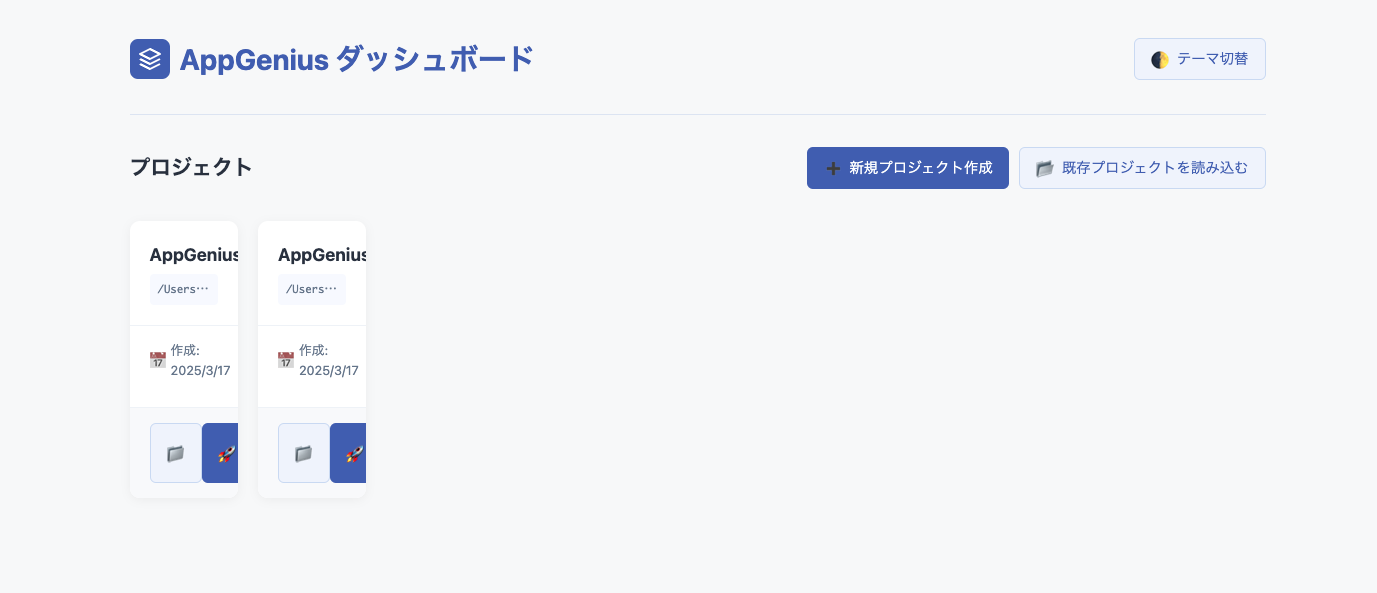 AppGenius ダッシュボード
テーマ切替
プロジェクト
新規プロジェクト作成
既存プロジェクトを読み込む
AppGenius
/Users…
作成:
2025/3/17
AppGenius
/Users…
作成:
2025/3/17